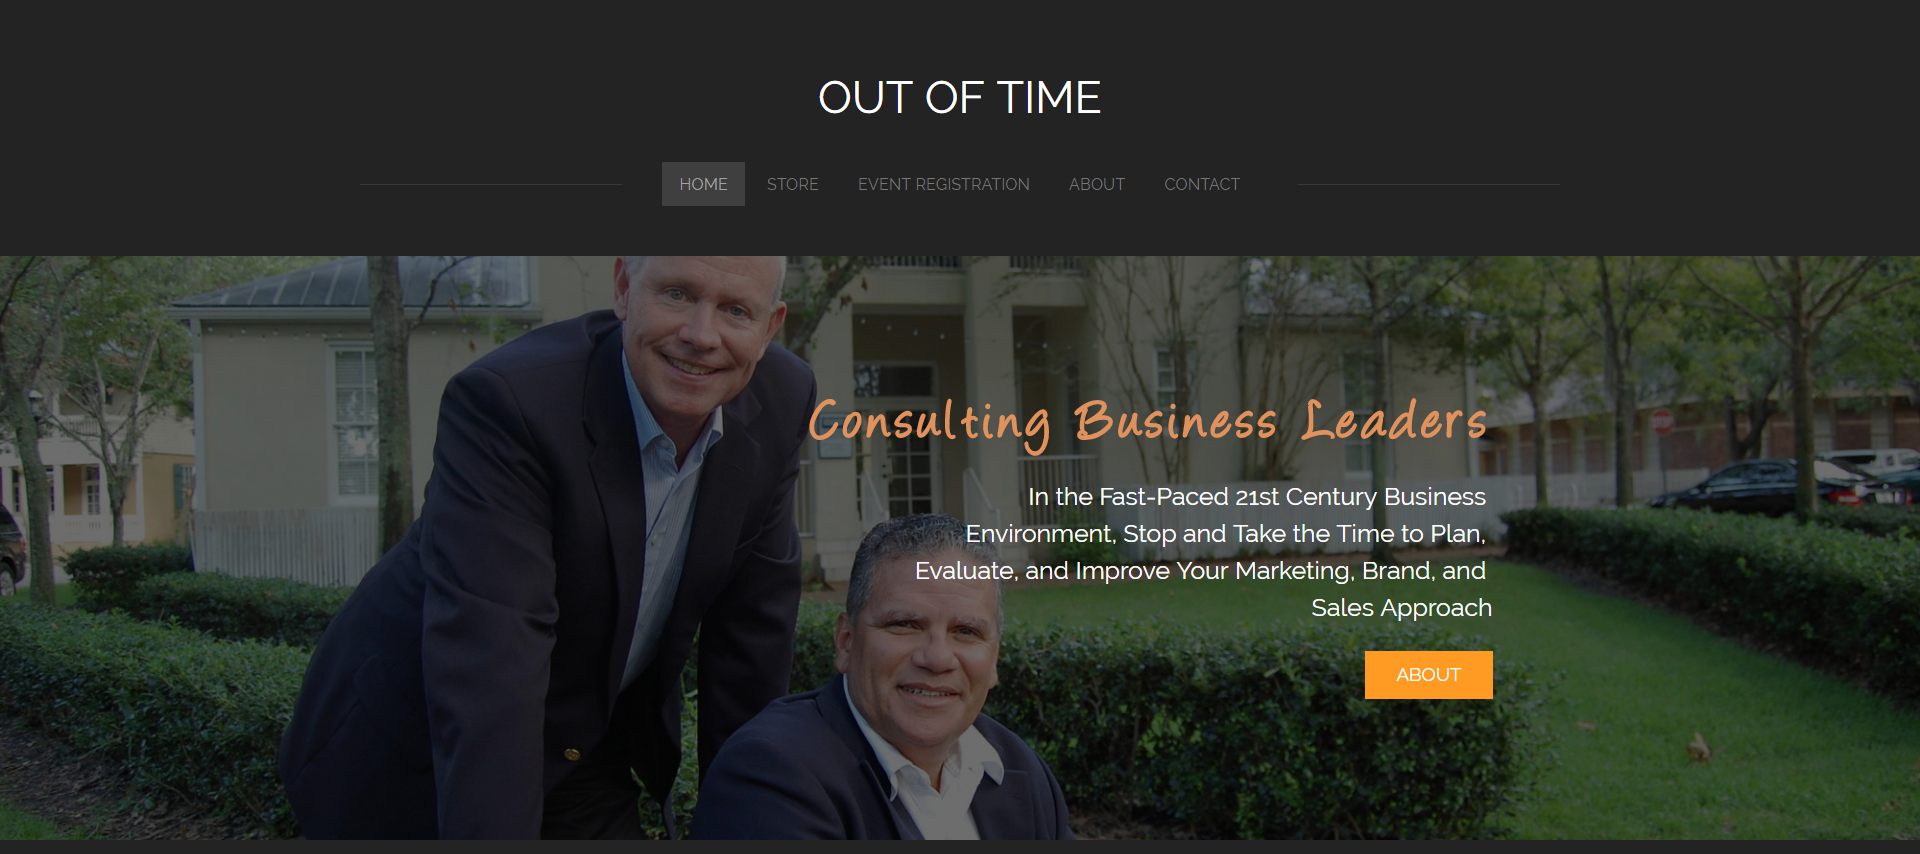 OUT OF TIME
HOME STORE EVENT REGISTRATION ABOUT CONTACT
Consulting Business Leaders
In the Fast-Paced 21st Century Business
Environment, Stop and Take the Time to Plan,
Evaluate, and Improve Your Marketing, Brand, and
Sales Approach
ABOUT